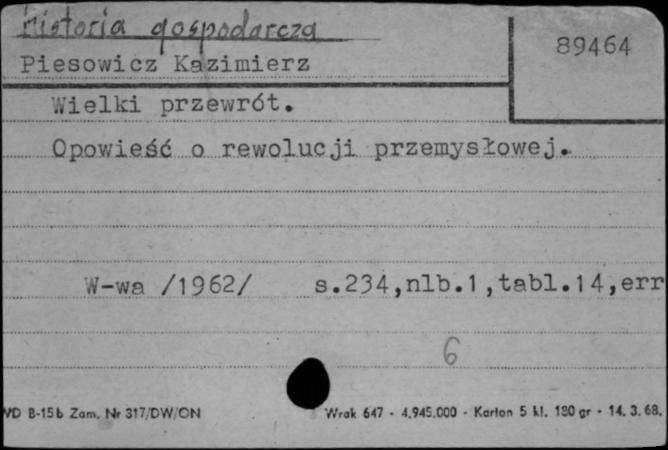 Historia gospodarcza
89464
Piesowicz Kazimierz
Wielki przewrót.
Opowieść o rewolucji przemysłowej.
W-wa /1962/ s.234,nlb.1,tabl.14,err
6
WD B-15b Zam. Nr 317/DW/ON Wrak 647 - 4.945.000 - Karton 5 kl. 180 gr - 14. 3. 68.